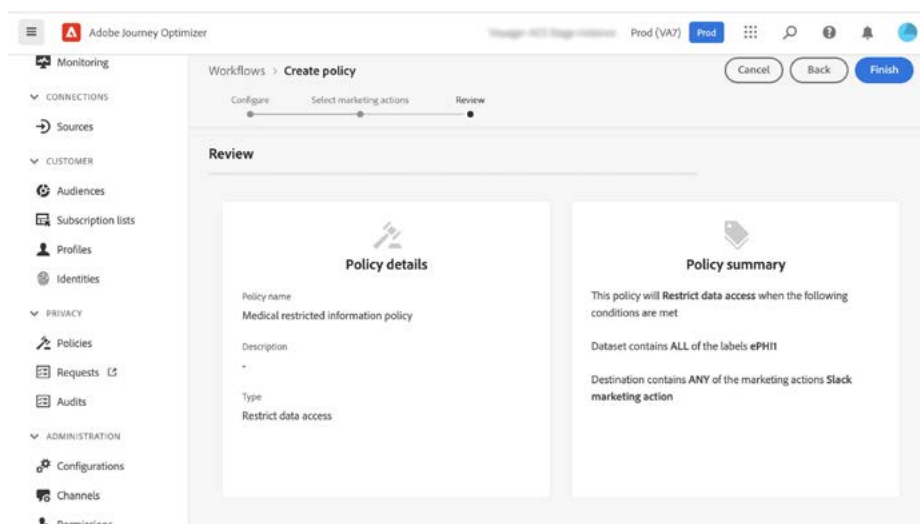 Adobe Journey Optimizer
Prod (VA7)
Prod
Monitoring
CONNECTIONS
Sources
CUSTOMER
Audiences
Subscription lists
Profiles
Identities
PRIVACY
Policies
Requests
Audits
ADMINISTRATION
Configurations
Channels
Workflows > Create policy
Cancel
Back
Finish
Configure
Select marketing actions
Review
Review
Policy details
Policy name
Medical restricted information policy
Description
-
Type
Restrict data access
Policy summary
This policy will Restrict data access when the following
conditions are met
Dataset contains ALL of the labels ePHI1
Destination contains ANY of the marketing actions Slack
marketing action